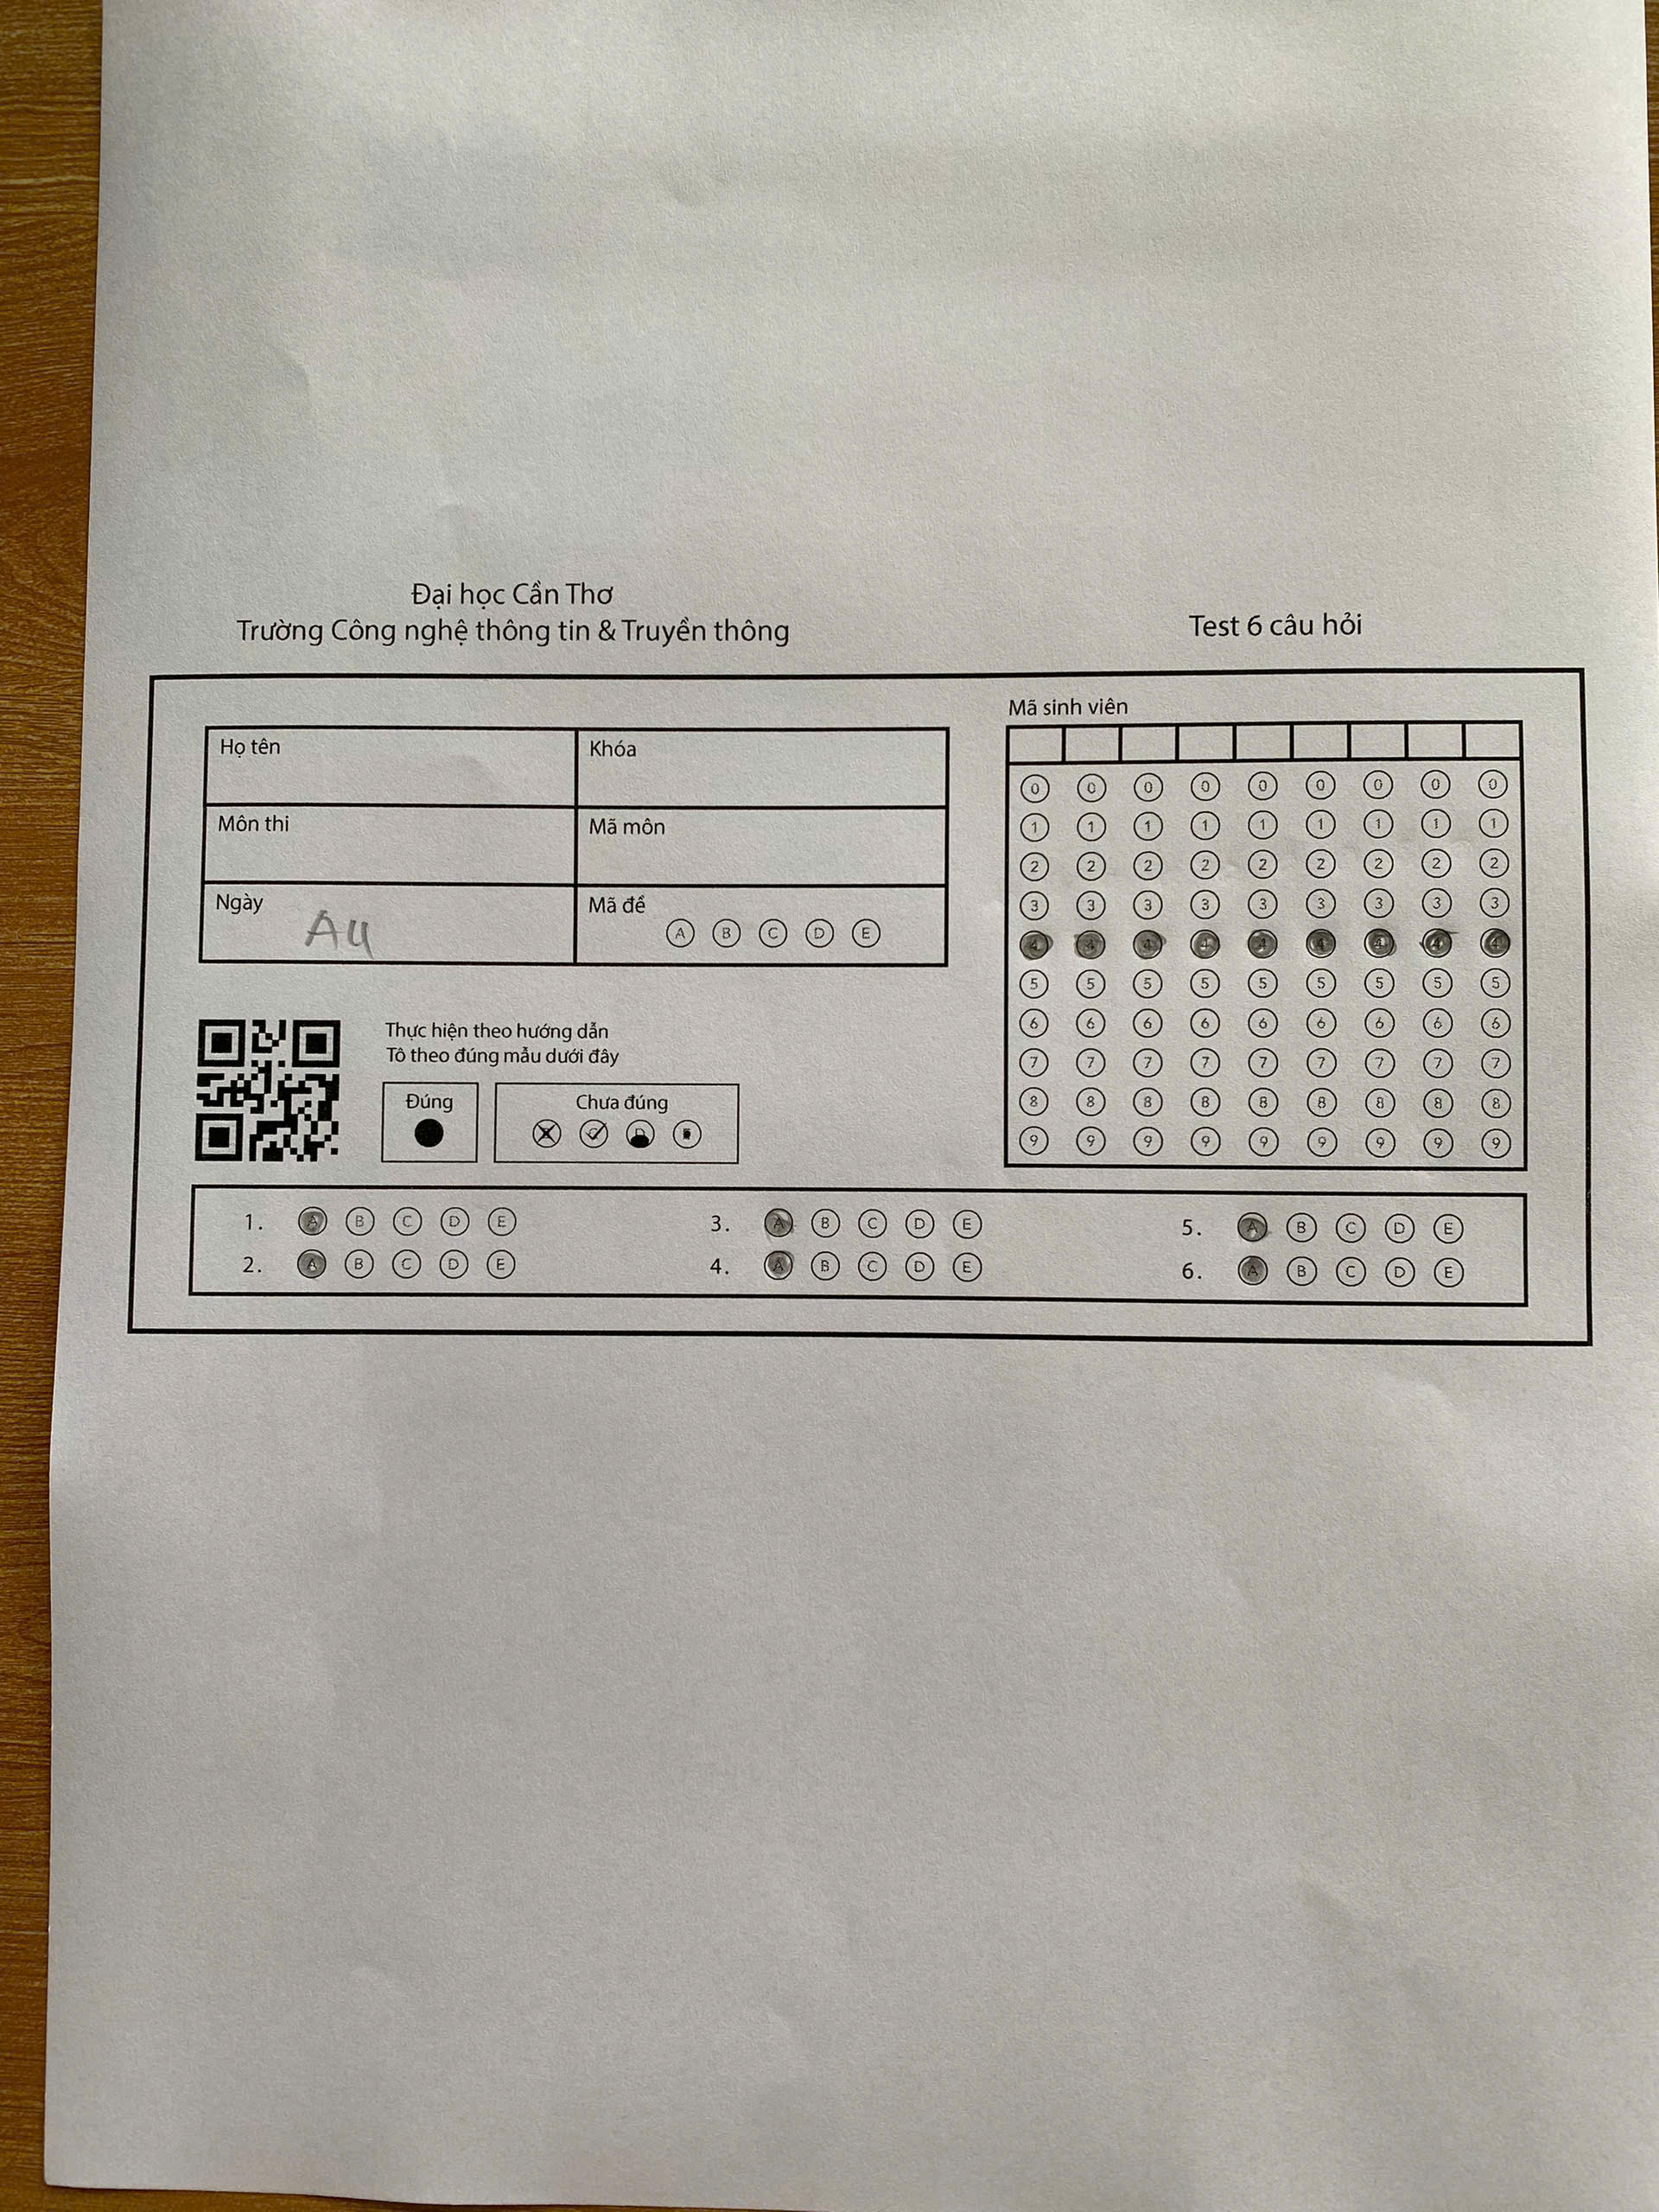 Đại học Cần Thơ
Trường Công nghệ thông tin & Truyền thông
Test 6 câu hỏi
Họ tên
Khóa
Môn thi
Mã môn
Ngày A4
Mã đề
A B C D E
Mã sinh viên
0 0 0 0 0 0 0 0 0
1 1 1 1 1 1 1 1 1
2 2 2 2 2 2 2 2 2
3 3 3 3 3 3 3 3 3
4 4 4 4 4 4 4 4 4
5 5 5 5 5 5 5 5 5
6 6 6 6 6 6 6 6 6
7 7 7 7 7 7 7 7 7
8 8 8 8 8 8 8 8 8
9 9 9 9 9 9 9 9 9
Thực hiện theo hướng dẫn
Tô theo đúng mẫu dưới đây
Đúng
Chưa đúng
1. A B C D E
2. A B C D E
3. A B C D E
4. A B C D E
5. A B C D E
6. A B C D E